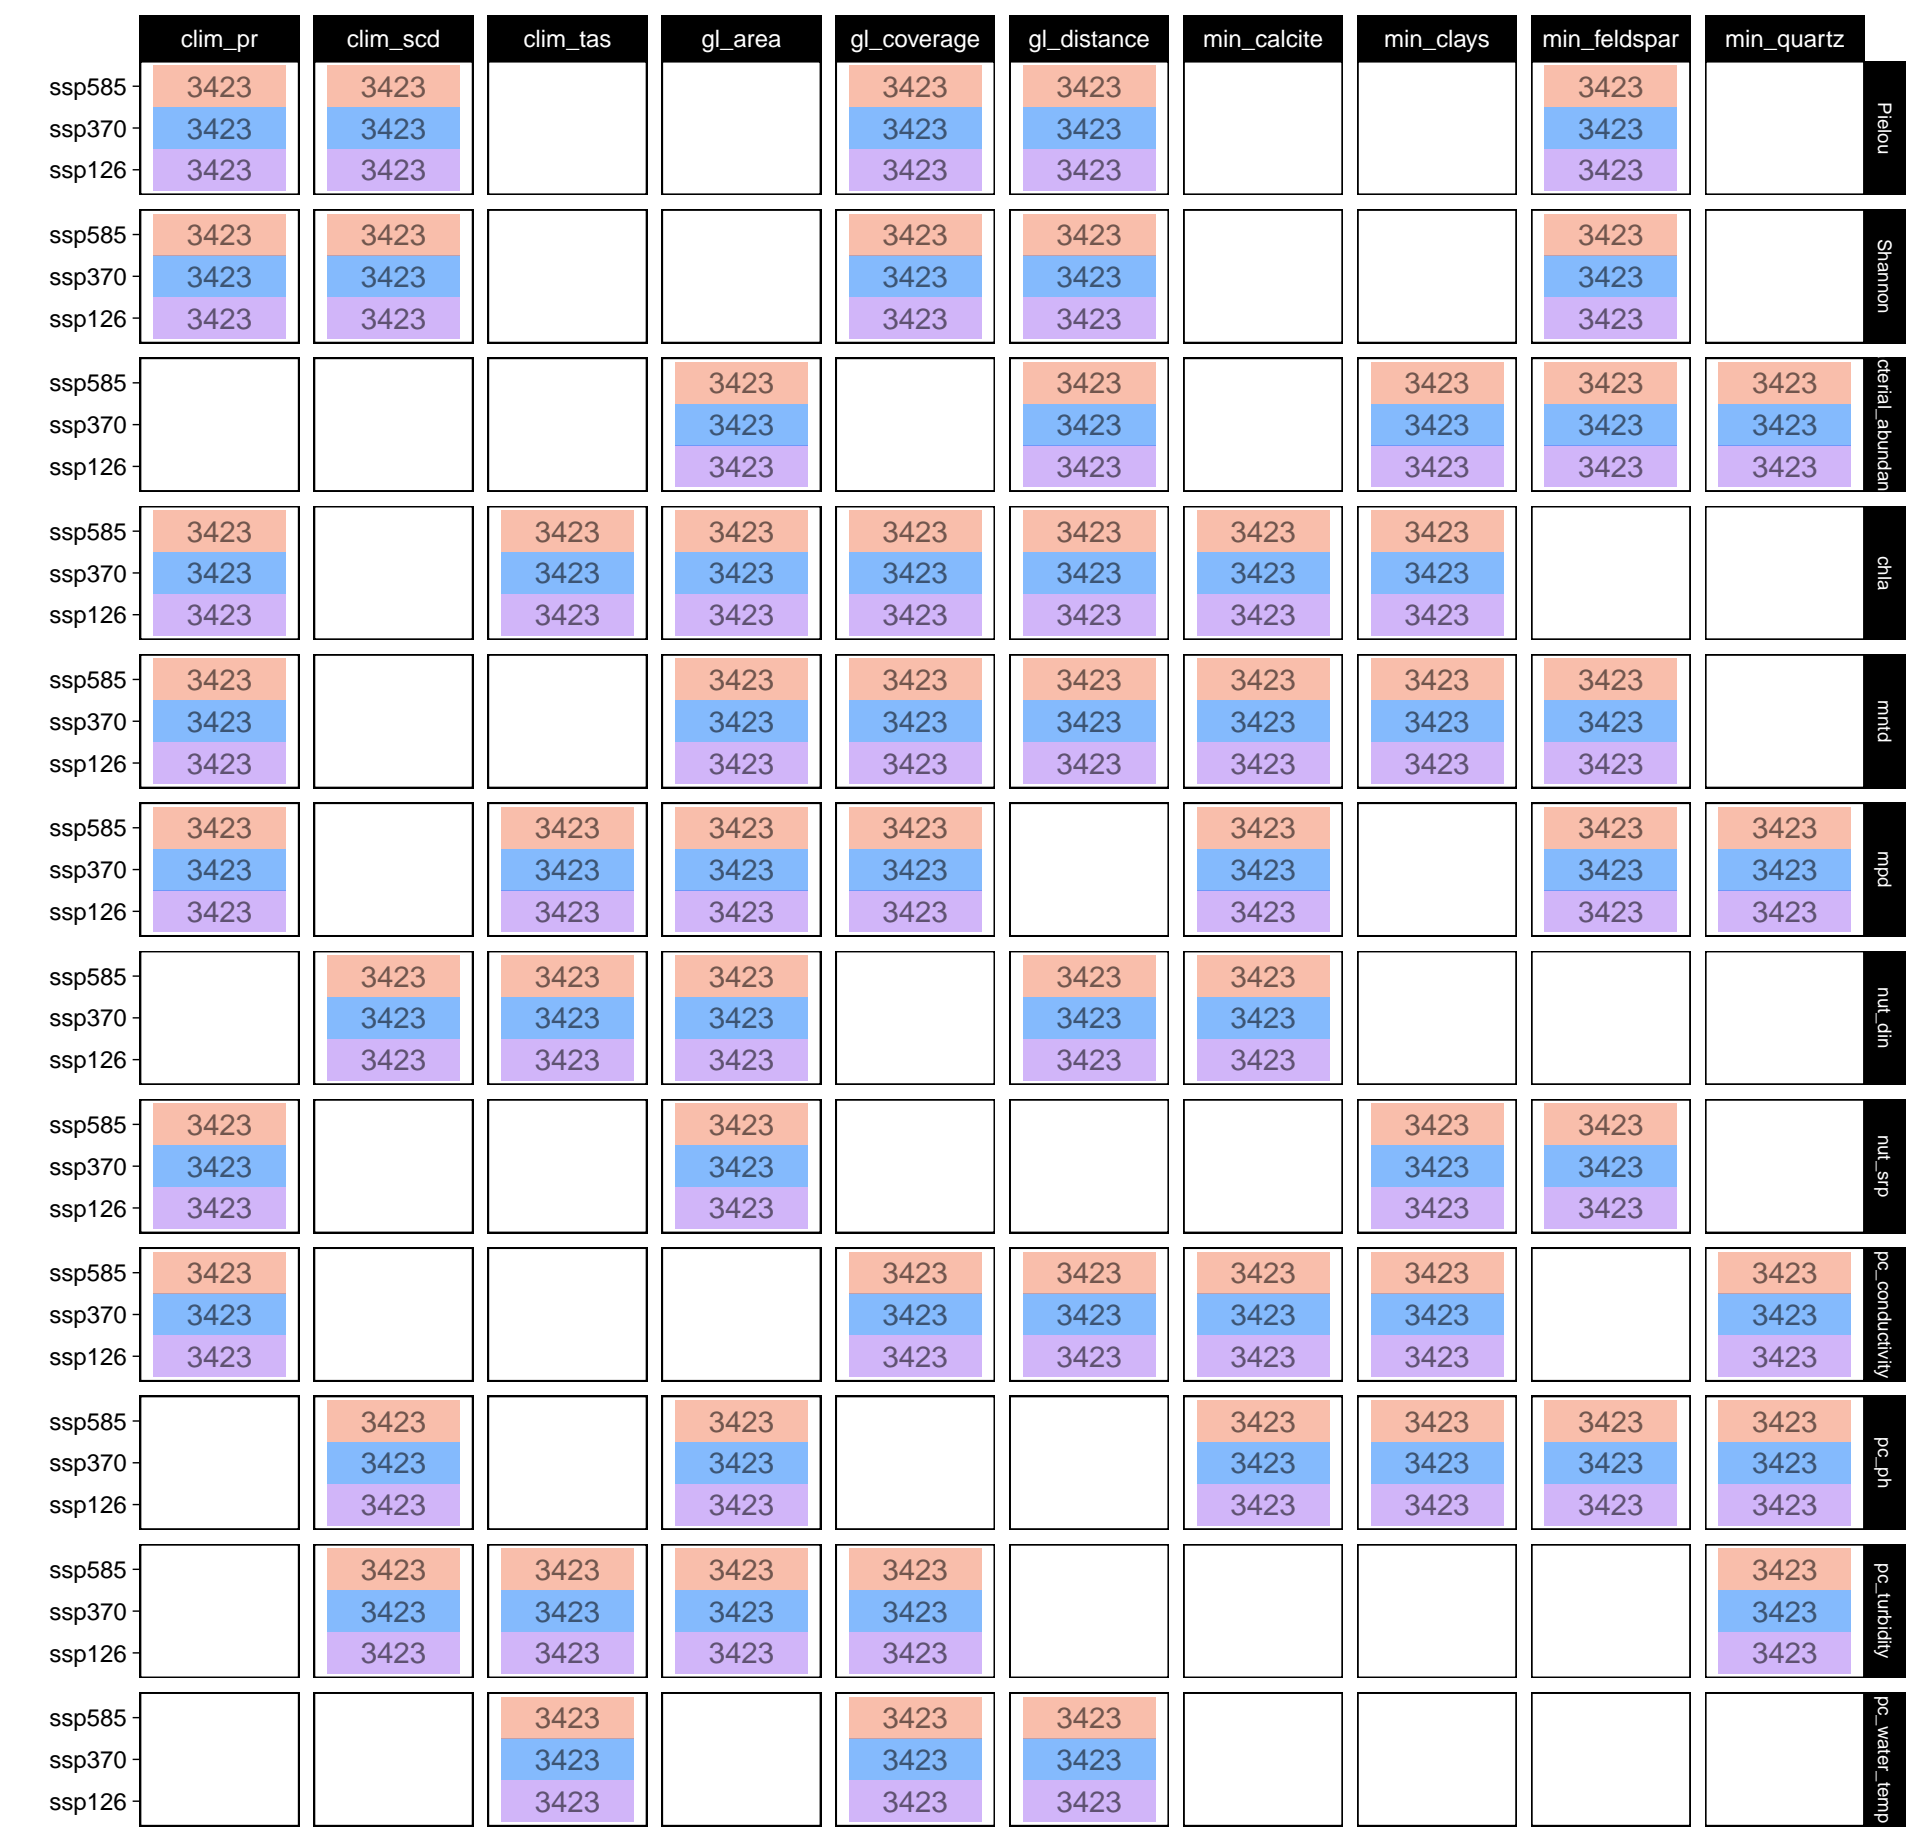 clim_pr clim_scd clim_tas gl_area gl_coverage gl_distance min_calcite min_clays min_feldspar min_quartz
ssp585 3423 3423 3423 3423 3423
ssp370 3423 3423 3423 3423 3423
ssp126 3423 3423 3423 3423 3423
Pielou
ssp585 3423 3423 3423 3423 3423
ssp370 3423 3423 3423 3423 3423
ssp126 3423 3423 3423 3423 3423
Shannon
ssp585 3423 3423 3423 3423 3423
ssp370 3423 3423 3423 3423 3423
ssp126 3423 3423 3423 3423 3423
cterial_abundan
ssp585 3423 3423 3423 3423 3423 3423 3423
ssp370 3423 3423 3423 3423 3423 3423 3423
ssp126 3423 3423 3423 3423 3423 3423 3423
chla
ssp585 3423 3423 3423 3423 3423 3423 3423
ssp370 3423 3423 3423 3423 3423 3423 3423
ssp126 3423 3423 3423 3423 3423 3423 3423
mntd
ssp585 3423 3423 3423 3423 3423 3423 3423
ssp370 3423 3423 3423 3423 3423 3423 3423
ssp126 3423 3423 3423 3423 3423 3423 3423
mpd
ssp585 3423 3423 3423 3423 3423
ssp370 3423 3423 3423 3423 3423
ssp126 3423 3423 3423 3423 3423
nut_din
ssp585 3423 3423 3423 3423
ssp370 3423 3423 3423 3423
ssp126 3423 3423 3423 3423
nut_srp
ssp585 3423 3423 3423 3423 3423 3423
ssp370 3423 3423 3423 3423 3423 3423
ssp126 3423 3423 3423 3423 3423 3423
pc_conductivity
ssp585 3423 3423 3423 3423 3423 3423
ssp370 3423 3423 3423 3423 3423 3423
ssp126 3423 3423 3423 3423 3423 3423
pc_ph
ssp585 3423 3423 3423 3423 3423
ssp370 3423 3423 3423 3423 3423
ssp126 3423 3423 3423 3423 3423
pc_turbidity
ssp585 3423 3423 3423
ssp370 3423 3423 3423
ssp126 3423 3423 3423
pc_water_temp